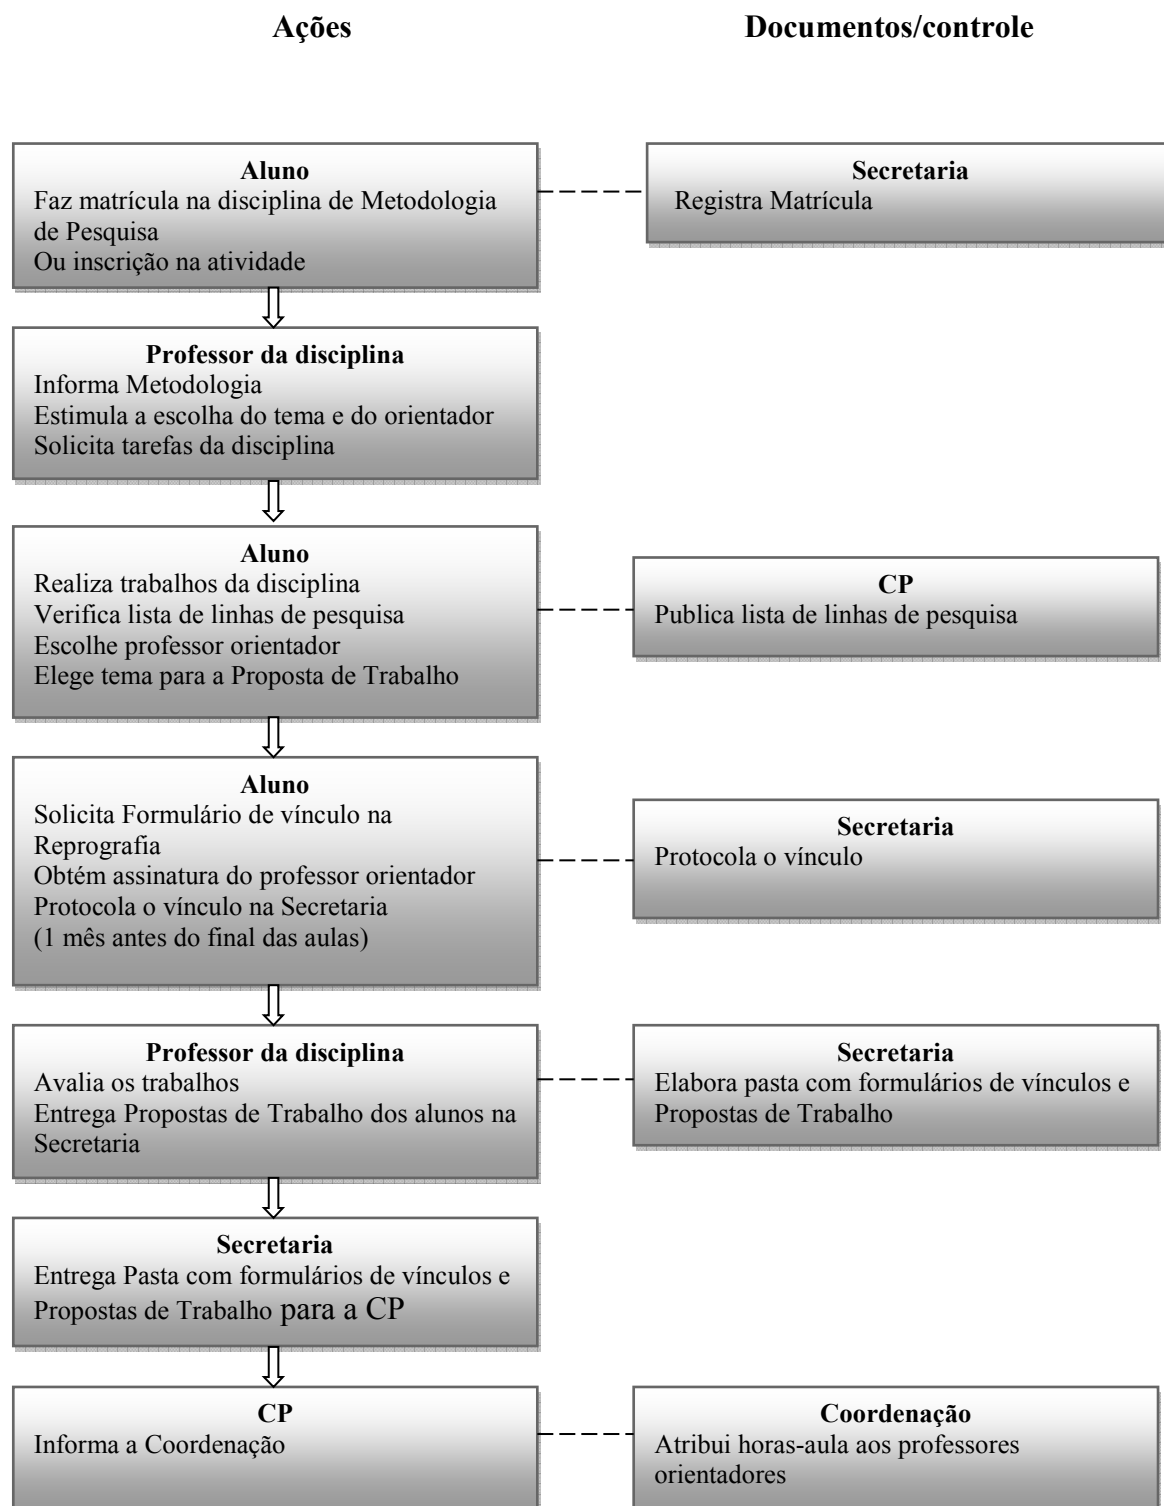 Ações
Documentos/controle
Aluno
Faz matrícula na disciplina de Metodologia
de Pesquisa
Ou inscrição na atividade
Secretaria
Registra Matrícula
Professor da disciplina
Informa Metodologia
Estimula a escolha do tema e do orientador
Solicita tarefas da disciplina
Aluno
Realiza trabalhos da disciplina
Verifica lista de linhas de pesquisa
Escolhe professor orientador
Elege tema para a Proposta de Trabalho
CP
Publica lista de linhas de pesquisa
Aluno
Solicita Formulário de vínculo na
Reprografia
Obtém assinatura do professor orientador
Protocola o vínculo na Secretaria
(1 mês antes do final das aulas)
Secretaria
Protocola o vínculo
Professor da disciplina
Avalia os trabalhos
Entrega Propostas de Trabalho dos alunos na
Secretaria
Secretaria
Elabora pasta com formulários de vínculos e
Propostas de Trabalho
Secretaria
Entrega Pasta com formulários de vínculos e
Propostas de Trabalho para a CP
CP
Informa a Coordenação
Coordenação
Atribui horas-aula aos professores
orientadores